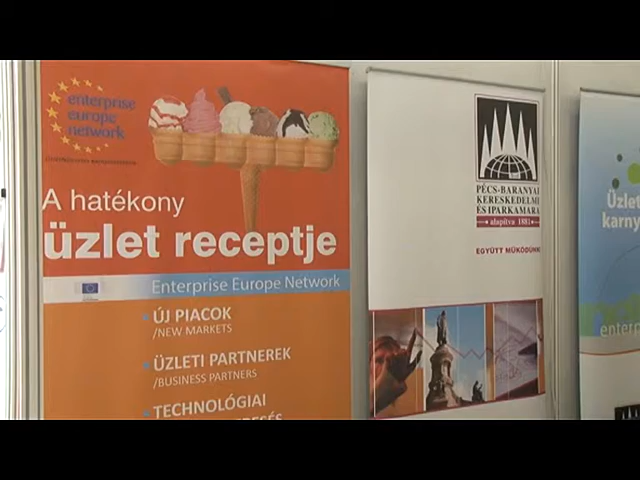 enterprise
europe
network
A hatékony
üzlet receptje
Enterprise Europe Network
ÚJ PIACOK
/NEW MARKETS
ÜZLETI PARTNEREK
/BUSINESS PARTNERS
TECHNOLÓGIAI
PÉCS-BARANYAI
KERESKEDELMI
ÉS IPARKAMARA
alapítva 1881
EGYÜTT MŰKÖDÜNK
Üzlet
karny
enterp